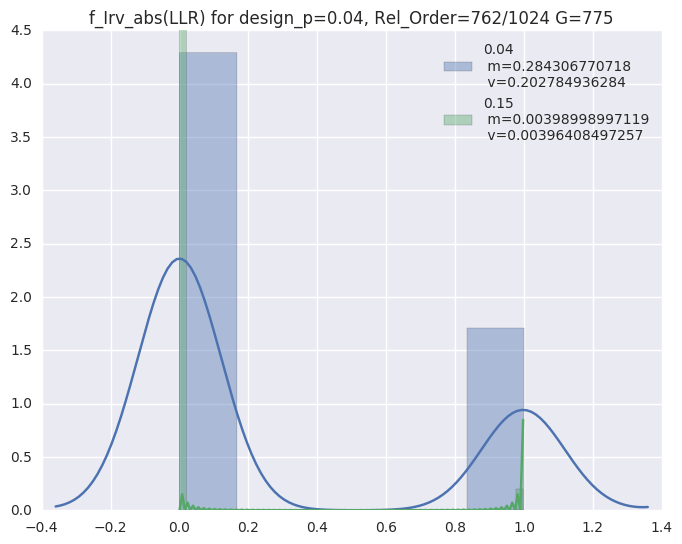 f_Irv_abs(LLR) for design_p=0.04, Rel_Order=762/1024 G=775
4.5
4.0
3.5
3.0
2.5
2.0
1.5
1.0
0.5
0.0
0.04
m=0.284306770718
v=0.202784936284
0.15
m=0.00398998997119
v=0.00396408497257
−0.4 −0.2 0.0 0.2 0.4 0.6 0.8 1.0 1.2 1.4